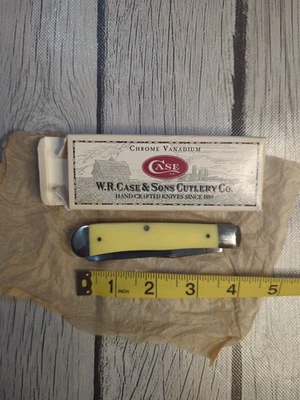 CHROME VANADIUM
CASE
W.R. CASE & SONS CUTLERY CO.
HAND CRAFTED KNIVES SINCE 1889
1 INCH 2 3 4 5